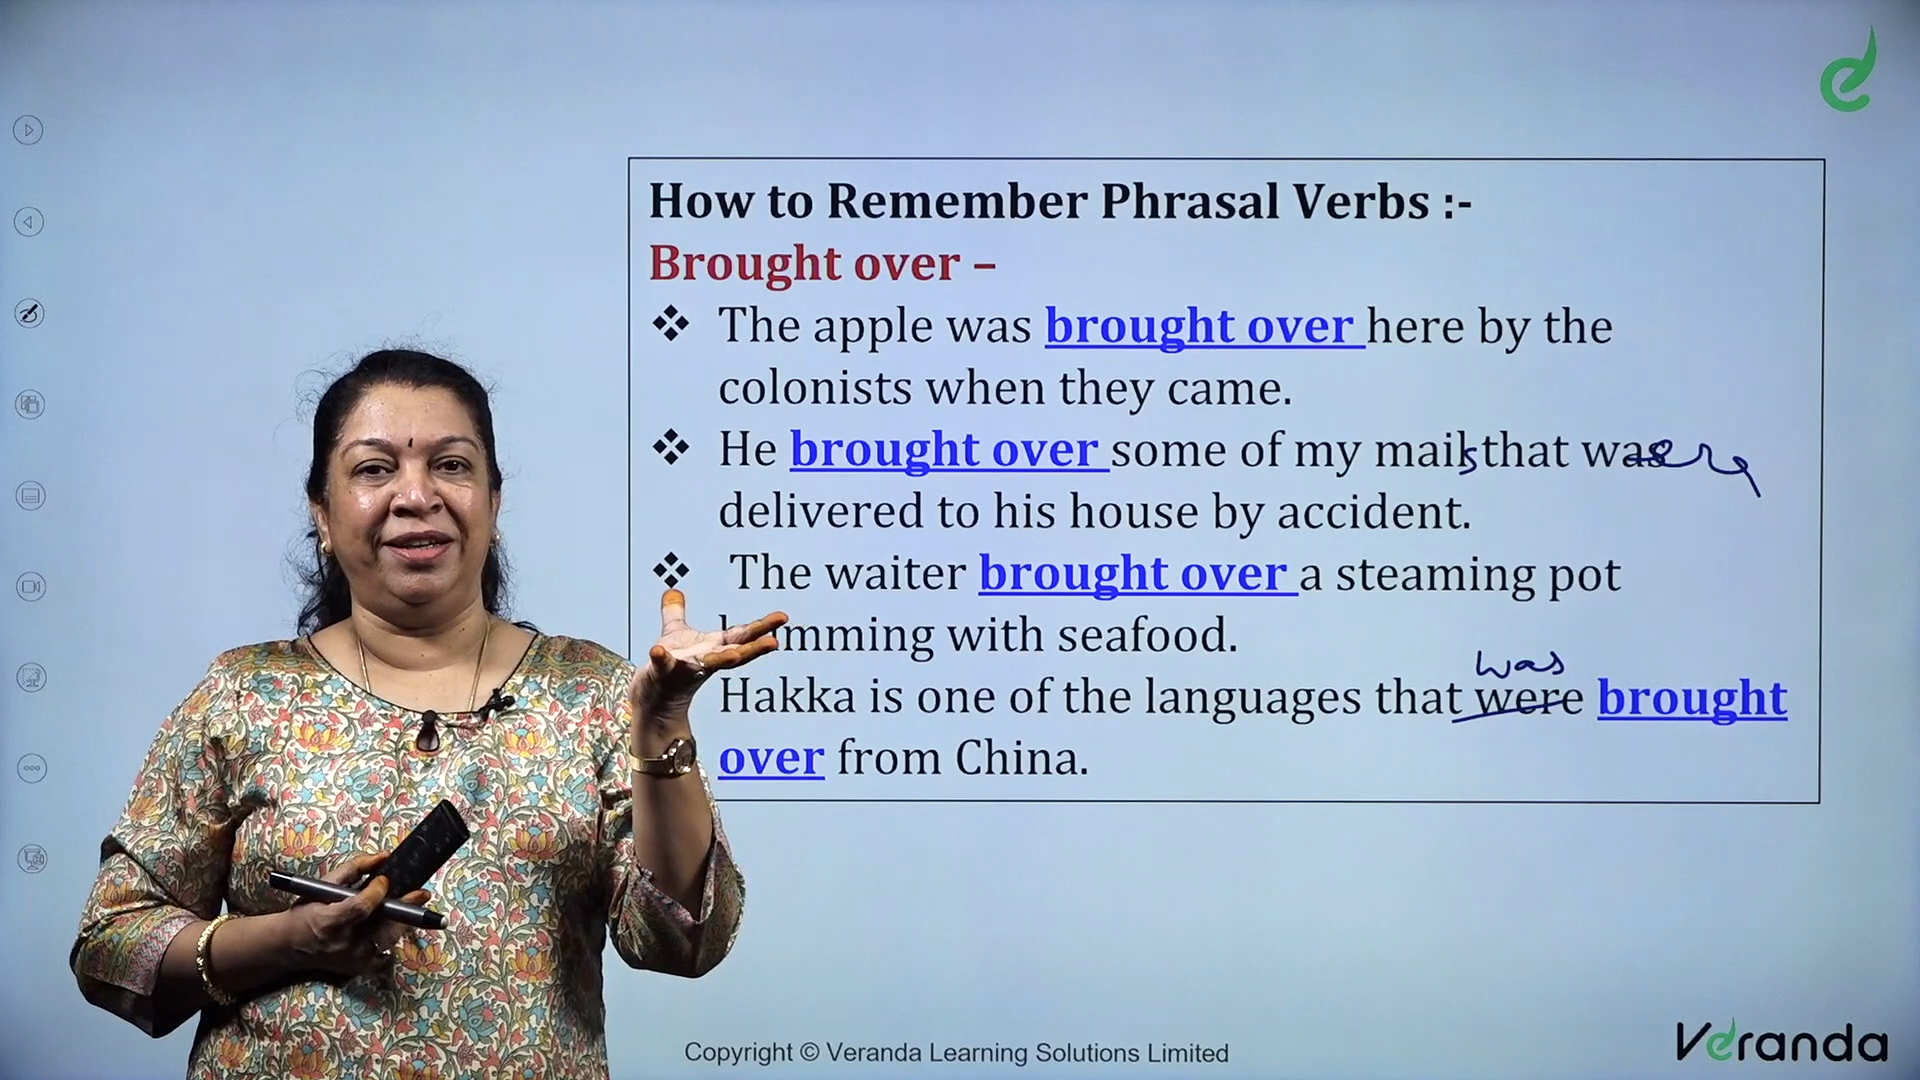 How to Remember Phrasal Verbs :-
Brought over –
❖ The apple was brought over here by the
colonists when they came.
❖ He brought over some of my mails that was
delivered to his house by accident.
❖ The waiter brought over a steaming pot
with seafood.
was
Hakka is one of the languages that were brought
over from China.
Copyright © Veranda Learning Solutions Limited
Veranda